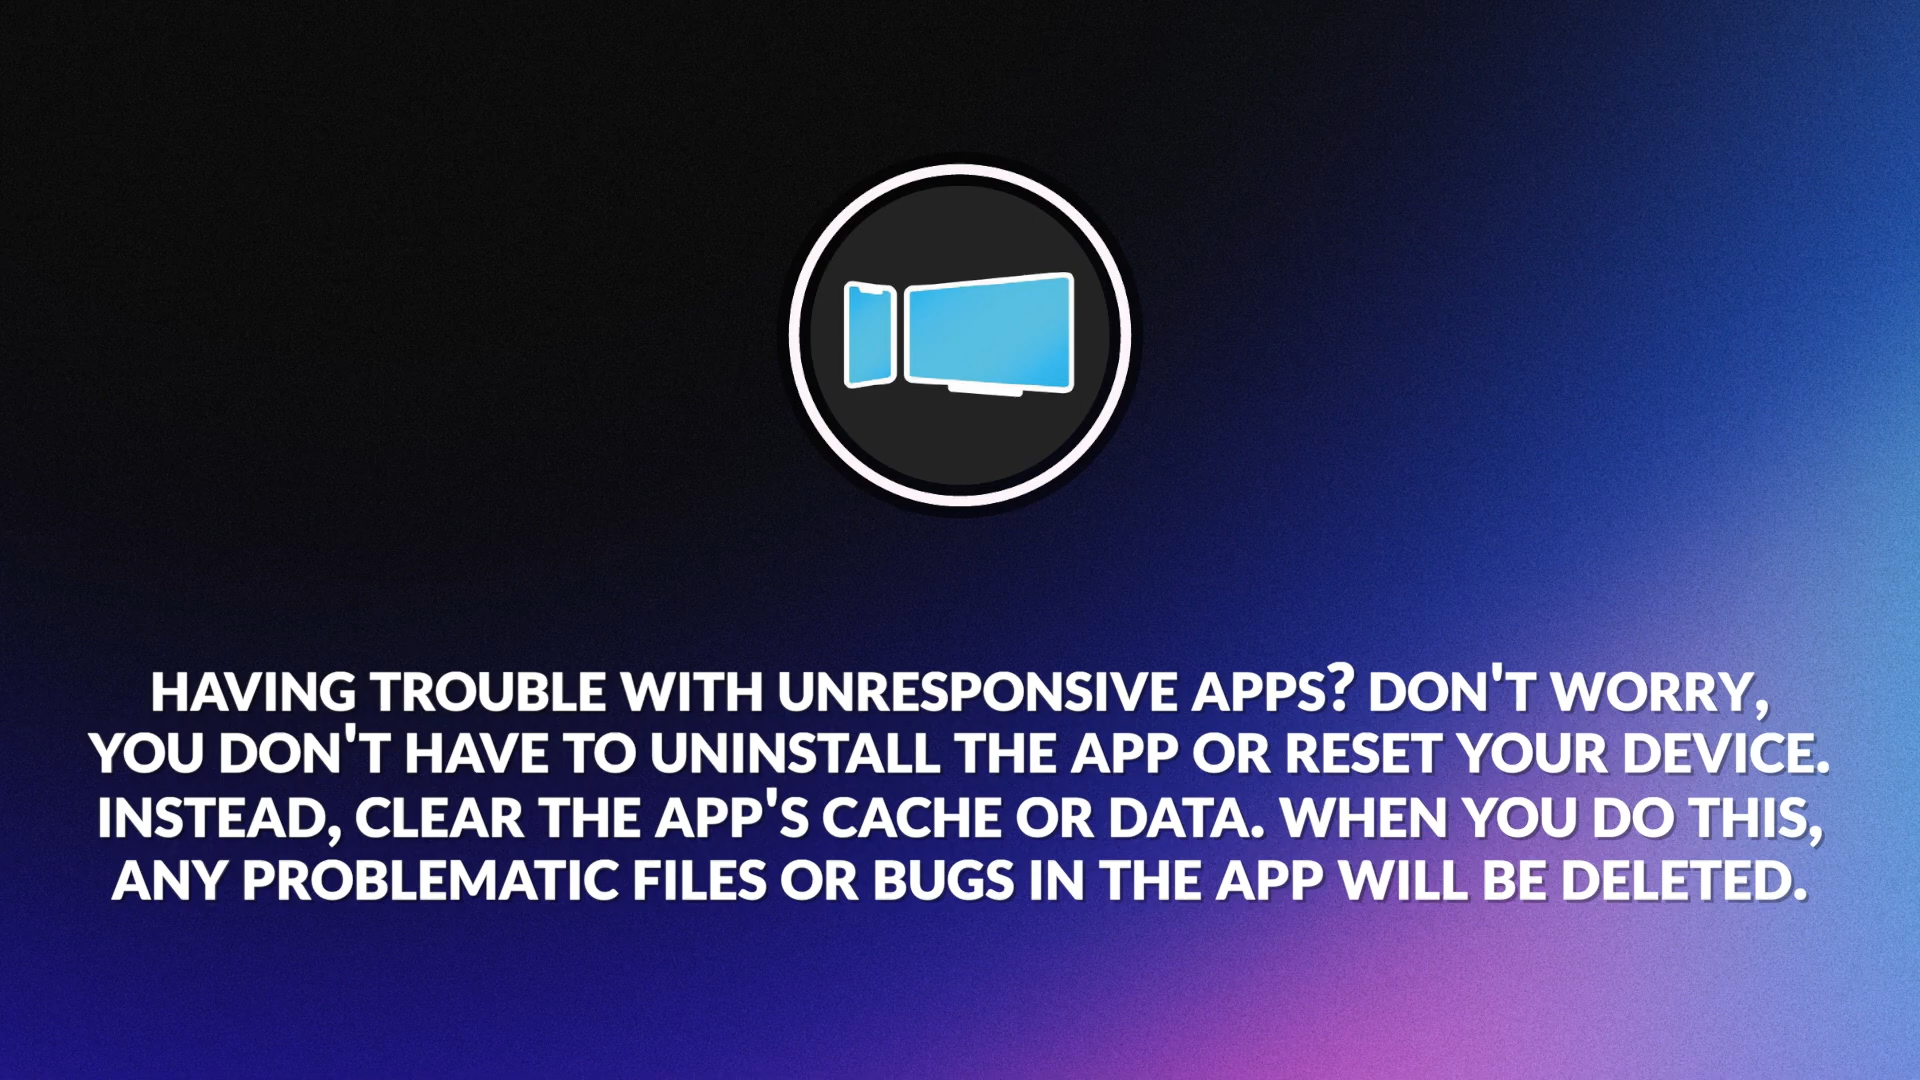 HAVING TROUBLE WITH UNRESPONSIVE APPS? DON'T WORRY,
YOU DON'T HAVE TO UNINSTALL THE APP OR RESET YOUR DEVICE.
INSTEAD, CLEAR THE APP'S CACHE OR DATA. WHEN YOU DO THIS,
ANY PROBLEMATIC FILES OR BUGS IN THE APP WILL BE DELETED.